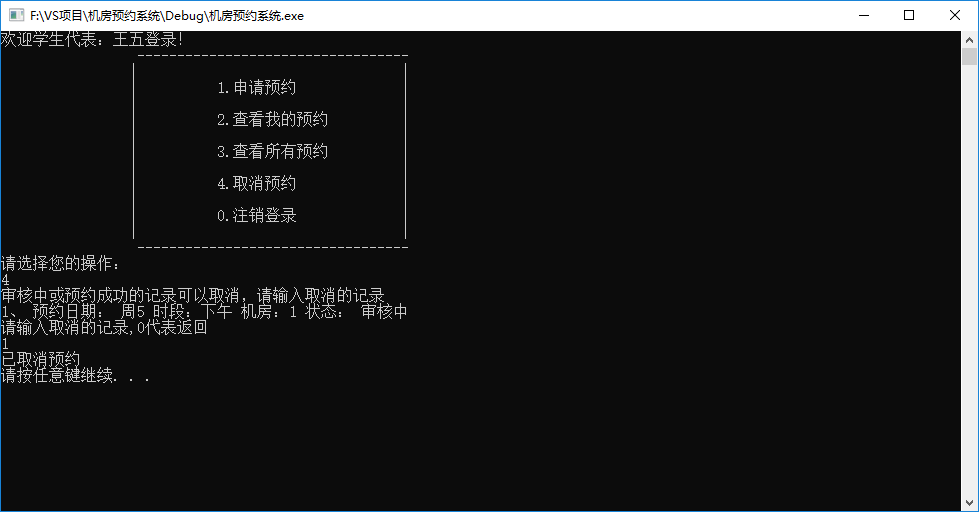 F:\VS项目\机房预约系统\Debug\机房预约系统.exe
欢迎学生代表：王五登录!
----------------------------------
|                                  |
|          1.申请预约              |
|          2.查看我的预约          |
|          3.查看所有预约          |
|          4.取消预约              |
|          0.注销登录              |
|                                  |
----------------------------------
请选择您的操作：
4
审核中或预约成功的记录可以取消，请输入取消的记录
1、 预约日期： 周5 时段：下午 机房：1 状态： 审核中
请输入取消的记录,0代表返回
1
已取消预约
请按任意键继续. . .